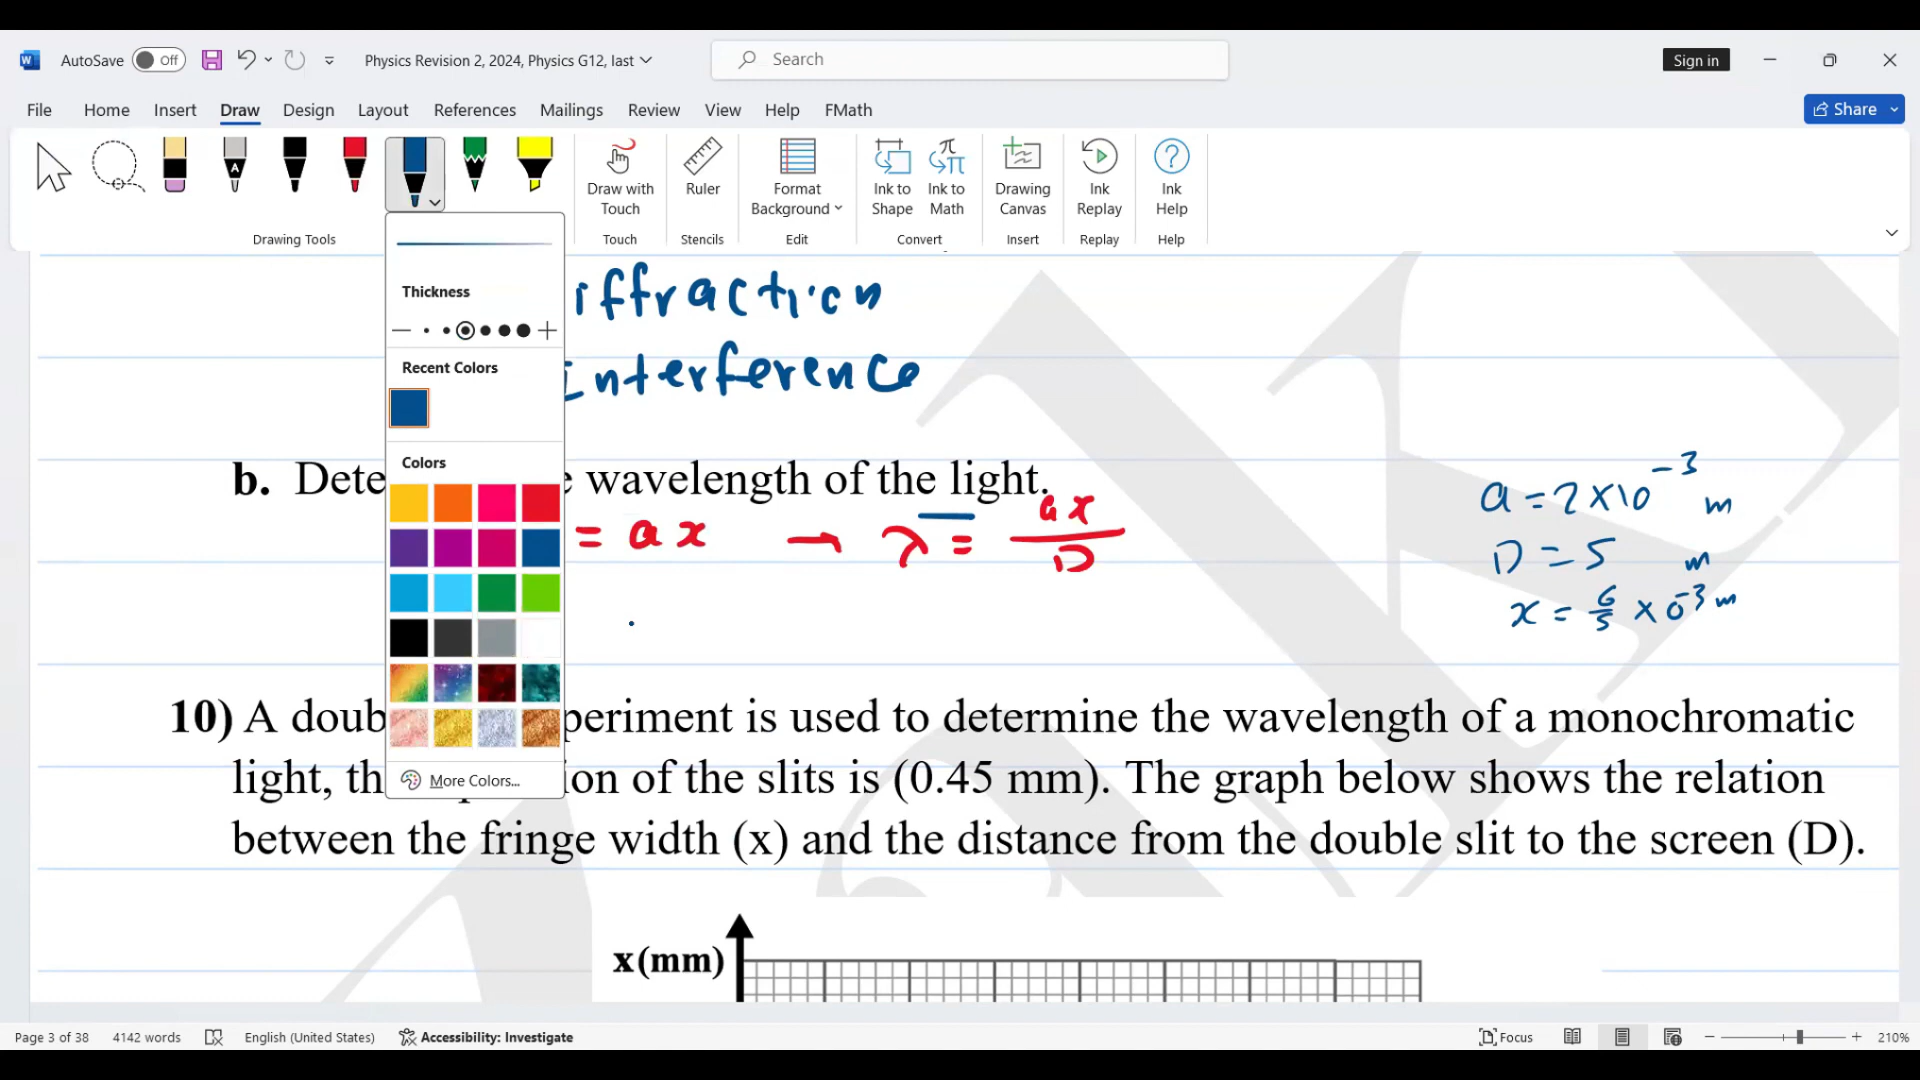 AutoSave Off Physics Revision 2, 2024, Physics G12, last Search Sign in
File Home Insert Draw Design Layout References Mailings Review View Help FMath Share
A
Draw with Touch Ruler Format Background Ink to Shape Ink to Math Drawing Canvas Ink Replay Ink Help
Drawing Tools Touch Stencils Edit Convert Insert Replay Help
Thickness
Recent Colors
Colors
More Colors...
iffraction
Interference
b. Dete e wavelength of the light.
= ax → λ = ax/D
a = 2 × 10⁻³ m
D = 5 m
x = 6/5 × 10⁻³ m
10) A doub periment is used to determine the wavelength of a monochromatic
light, th ion of the slits is (0.45 mm). The graph below shows the relation
between the fringe width (x) and the distance from the double slit to the screen (D).
x(mm)
Page 3 of 38 4142 words English (United States) Accessibility: Investigate Focus 210%